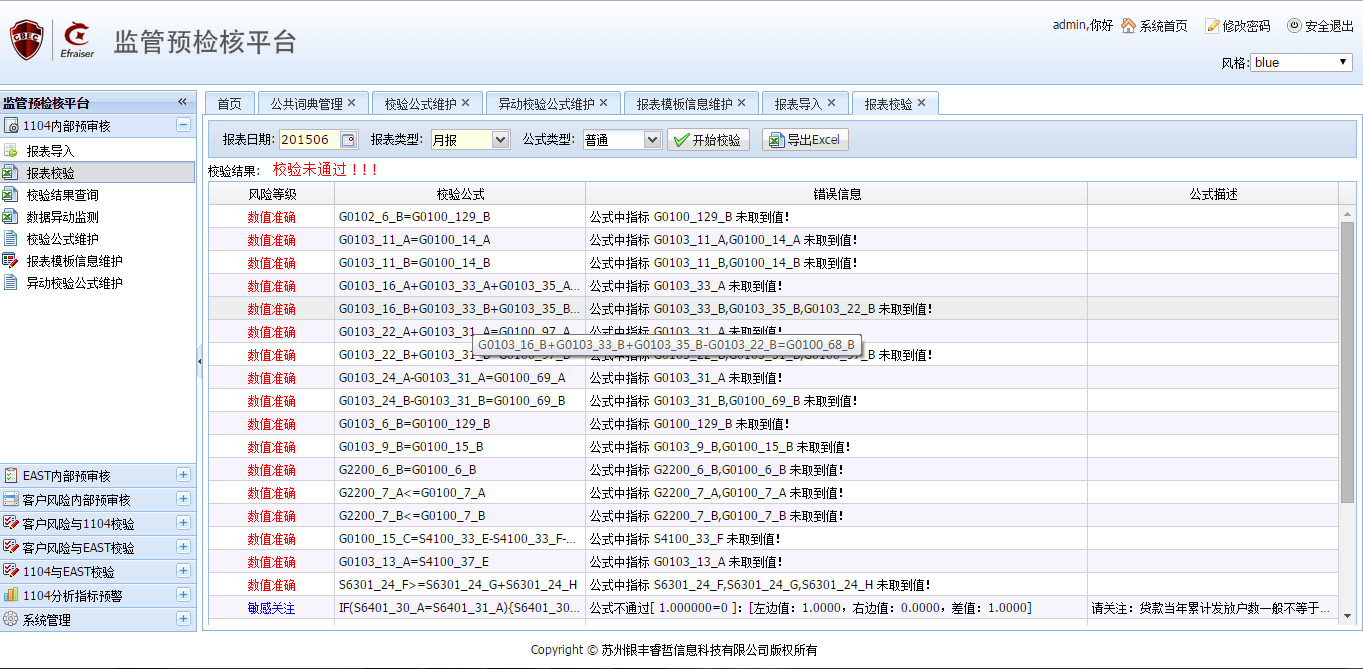 CBEC
Efraiser
监管预检核平台
admin,你好 系统首页 修改密码 安全退出
风格: blue
监管预检核平台 «
1104内部预审核
报表导入
报表校验
校验结果查询
数据异动监测
校验公式维护
报表模板信息维护
异动校验公式维护
EAST内部预审核
客户风险内部预审核
客户风险与1104校验
客户风险与EAST校验
1104与EAST校验
1104分析指标预警
系统管理
首页 公共词典管理 × 校验公式维护 × 异动校验公式维护 × 报表模板信息维护 × 报表导入 × 报表校验 ×
报表日期: 201506 报表类型: 月报 公式类型: 普通 开始校验 导出Excel
校验结果: 校验未通过！！！
风险等级 校验公式 错误信息 公式描述
数值准确 G0102_6_B=G0100_129_B 公式中指标 G0100_129_B 未取到值!
数值准确 G0103_11_A=G0100_14_A 公式中指标 G0103_11_A,G0100_14_A 未取到值!
数值准确 G0103_11_B=G0100_14_B 公式中指标 G0103_11_B,G0100_14_B 未取到值!
数值准确 G0103_16_A+G0103_33_A+G0103_35_A... 公式中指标 G0103_33_A 未取到值!
数值准确 G0103_16_B+G0103_33_B+G0103_35_B... 公式中指标 G0103_33_B,G0103_35_B,G0103_22_B 未取到值!
数值准确 G0103_22_A+G0103_31_A=G0100_97_A 公式中指标 G0103_31_A 未取到值!
G0103_16_B+G0103_33_B+G0103_35_B-G0103_22_B=G0100_68_B
数值准确 G0103_22_B+G0103_31_B=G0100_97_B _B 未取到值!
数值准确 G0103_24_A-G0103_31_A=G0100_69_A 公式中指标 G0103_31_A 未取到值!
数值准确 G0103_24_B-G0103_31_B=G0100_69_B 公式中指标 G0103_31_B,G0100_69_B 未取到值!
数值准确 G0103_6_B=G0100_129_B 公式中指标 G0100_129_B 未取到值!
数值准确 G0103_9_B=G0100_15_B 公式中指标 G0103_9_B,G0100_15_B 未取到值!
数值准确 G2200_6_B=G0100_6_B 公式中指标 G2200_6_B,G0100_6_B 未取到值!
数值准确 G2200_7_A<=G0100_7_A 公式中指标 G2200_7_A,G0100_7_A 未取到值!
数值准确 G2200_7_B<=G0100_7_B 公式中指标 G2200_7_B,G0100_7_B 未取到值!
数值准确 G0100_15_C=S4100_33_E-S4100_33_F-... 公式中指标 S4100_33_F 未取到值!
数值准确 G0103_13_A=S4100_37_E 公式中指标 G0103_13_A 未取到值!
数值准确 S6301_24_F>=S6301_24_G+S6301_24_H 公式中指标 S6301_24_F,S6301_24_G,S6301_24_H 未取到值!
敏感关注 IF(S6401_30_A=S6401_31_A){S6401_30... 公式不通过[ 1.000000=0 ]：[左边值：1.0000，右边值：0.0000，差值：1.0000] 请关注：贷款当年累计发放户数一般不等于...
Copyright © 苏州银丰睿哲信息科技有限公司版权所有